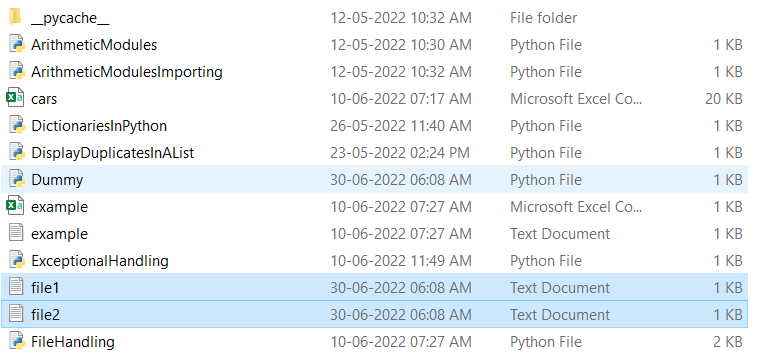 __pycache__ 12-05-2022 10:32 AM File folder
ArithmeticModules 12-05-2022 10:30 AM Python File 1 KB
ArithmeticModulesImporting 12-05-2022 10:32 AM Python File 1 KB
cars 10-06-2022 07:17 AM Microsoft Excel Co... 20 KB
DictionariesInPython 26-05-2022 11:40 AM Python File 1 KB
DisplayDuplicatesInAList 23-05-2022 02:24 PM Python File 1 KB
Dummy 30-06-2022 06:08 AM Python File 1 KB
example 10-06-2022 07:27 AM Microsoft Excel Co... 1 KB
example 10-06-2022 07:27 AM Text Document 1 KB
ExceptionalHandling 10-06-2022 11:49 AM Python File 1 KB
file1 30-06-2022 06:08 AM Text Document 1 KB
file2 30-06-2022 06:08 AM Text Document 1 KB
FileHandling 10-06-2022 07:27 AM Python File 2 KB